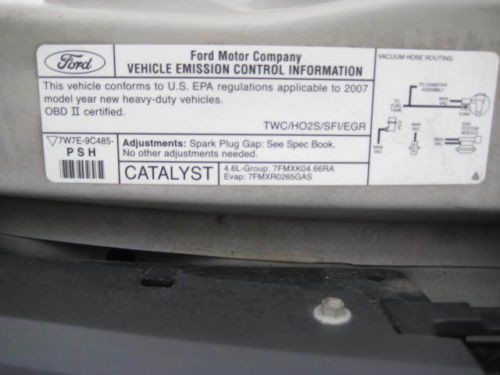 Ford
Ford Motor Company
VEHICLE EMISSION CONTROL INFORMATION
This vehicle conforms to U.S. EPA regulations applicable to 2007
model year new heavy-duty vehicles.
OBD II certified.
TWC/HO2S/SFI/EGR
7W7E-9C485-
PSH
Adjustments: Spark Plug Gap: See Spec Book.
No other adjustments needed.
CATALYST
4.6L-Group: 7FMXK04.66RA
Evap: 7FMXR0265GAS
VACUUM HOSE ROUTING